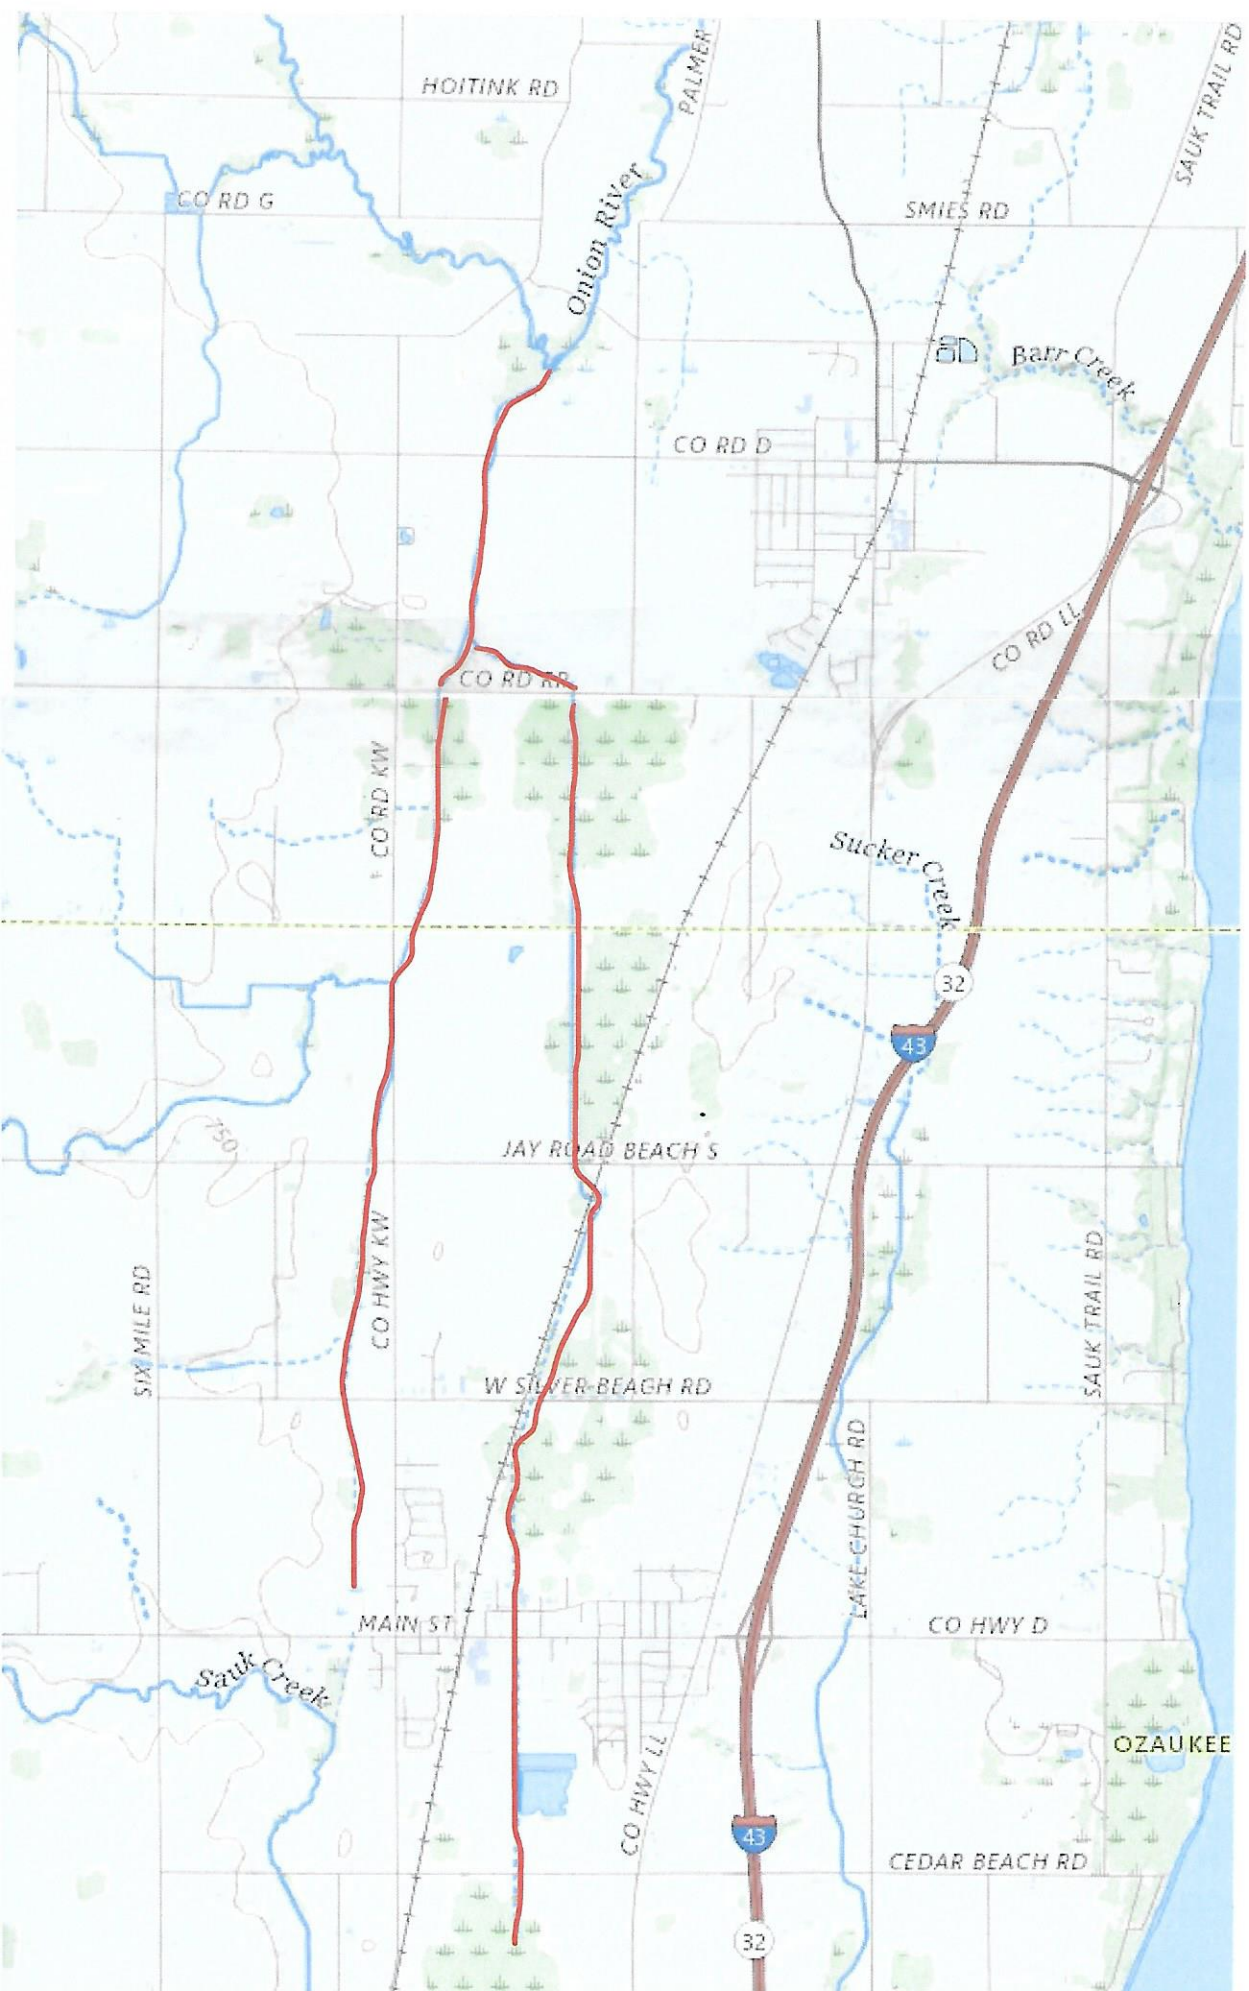 HOITINK RD
PALMER
SAUK TRAIL RD
CO RD G
SMIES RD
Onion River
Barr Creek
CO RD D
CO RD LL
CO RD RR
CO RD KW
Sucker Creek
32
43
750
JAY ROAD BEACH S
CO HWY KW
SIX MILE RD
SAUK TRAIL RD
W SILVER BEACH RD
LAKE CHURCH RD
MAIN ST
CO HWY D
Sauk Creek
OZAUKEE
CO HWY LL
43
CEDAR BEACH RD
32